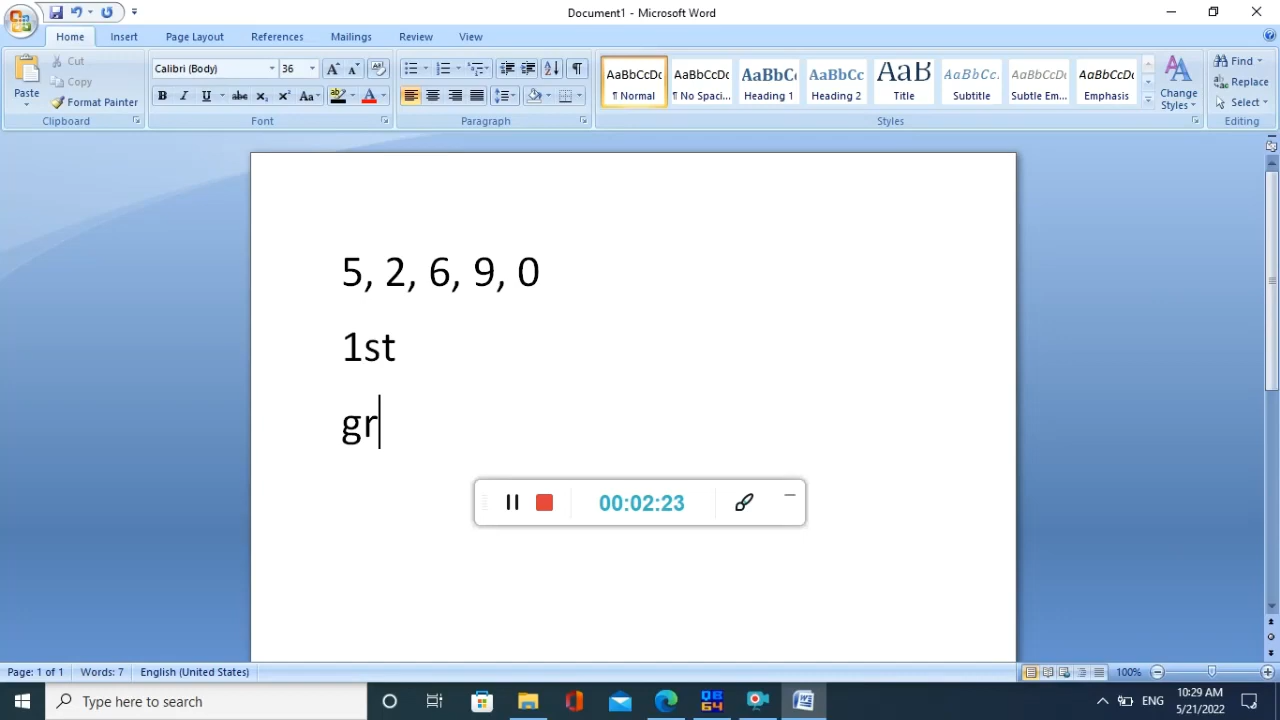 Document1 - Microsoft Word
Home Insert Page Layout References Mailings Review View
Paste
Cut
Copy
Format Painter
Clipboard
Calibri (Body) 36
B I U abc x₂ x² Aa
Font
Paragraph
AaBbCcDc
¶ Normal
AaBbCcDc
¶ No Spaci...
AaBbCc
Heading 1
AaBbCc
Heading 2
AaB
Title
AaBbCc.
Subtitle
AaBbCcDc
Subtle Em...
AaBbCcDc
Emphasis
Change Styles
Styles
Find
Replace
Select
Editing
5, 2, 6, 9, 0
1st
gr
00:02:23
Page: 1 of 1 Words: 7 English (United States) 100%
Type here to search
QB
64
ENG
10:29 AM
5/21/2022